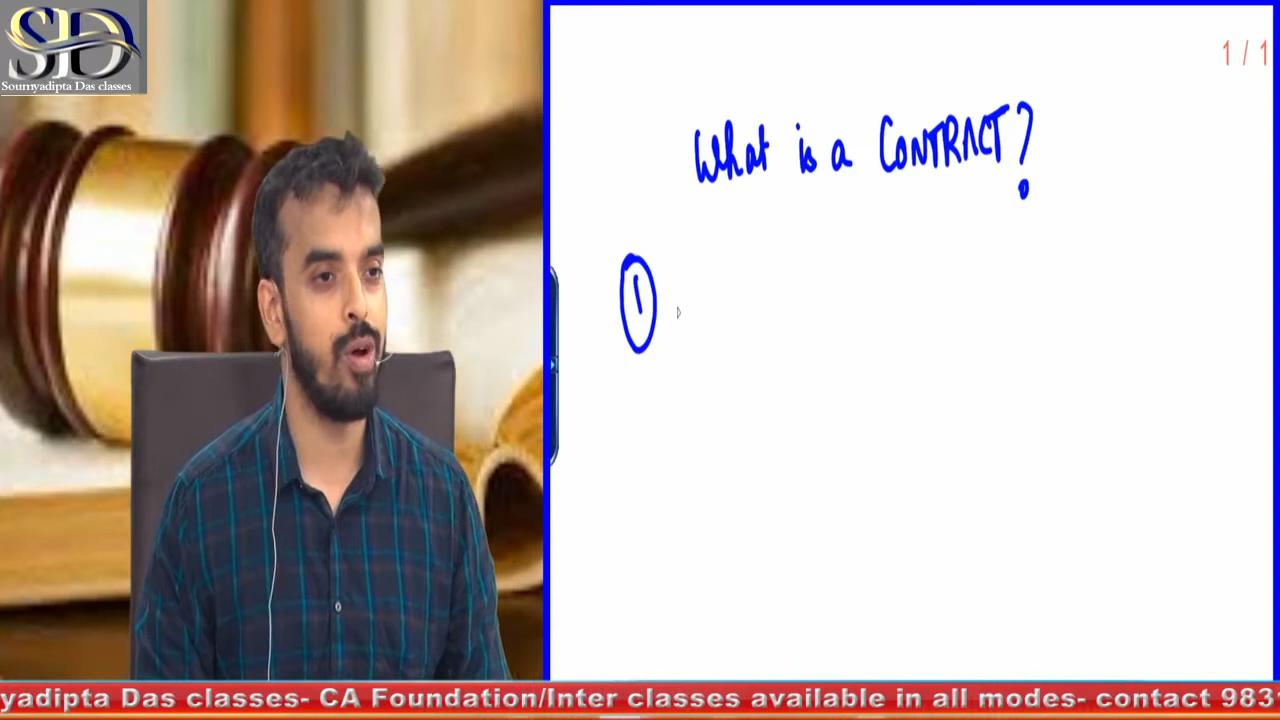 SD
Soumyadipta Das classes
1 / 1
What is a CONTRACT?
1
yadipta Das classes- CA Foundation/Inter classes available in all modes- contact 983